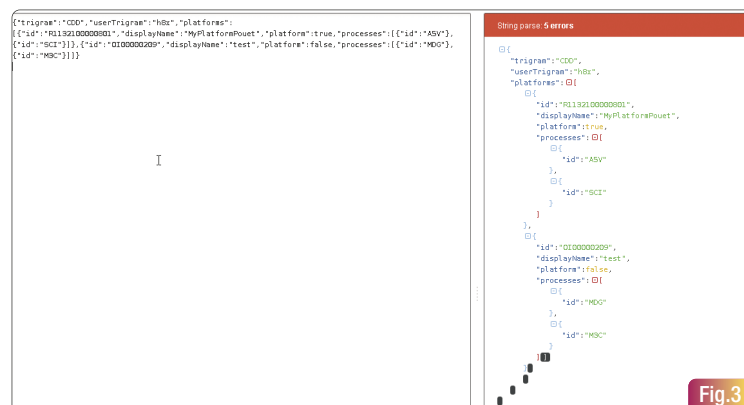 {"trigram":"CDD","userTrigram":"hBz","platforms":
[{"id":"R1132100000801","displayName":"MyPlatformPouet","platform":true,"processes":[{"id":"ASV"},
{"id":"SCI"}]},{"id":"OI00000209","displayName":"test","platform":false,"processes":[{"id":"MDG"},
{"id":"M9C"}]]}
String parse: 5 errors
{
"trigram":"CDD",
"userTrigram":"hBz",
"platforms":[
{
"id":"R1132100000801",
"displayName":"MyPlatformPouet",
"platform":true,
"processes":[
{
"id":"ASV"
},
{
"id":"SCI"
}
]
},
{
"id":"OI00000209",
"displayName":"test",
"platform":false,
"processes":[
{
"id":"MDG"
},
{
"id":"M9C"
}
]]
}
Fig.3